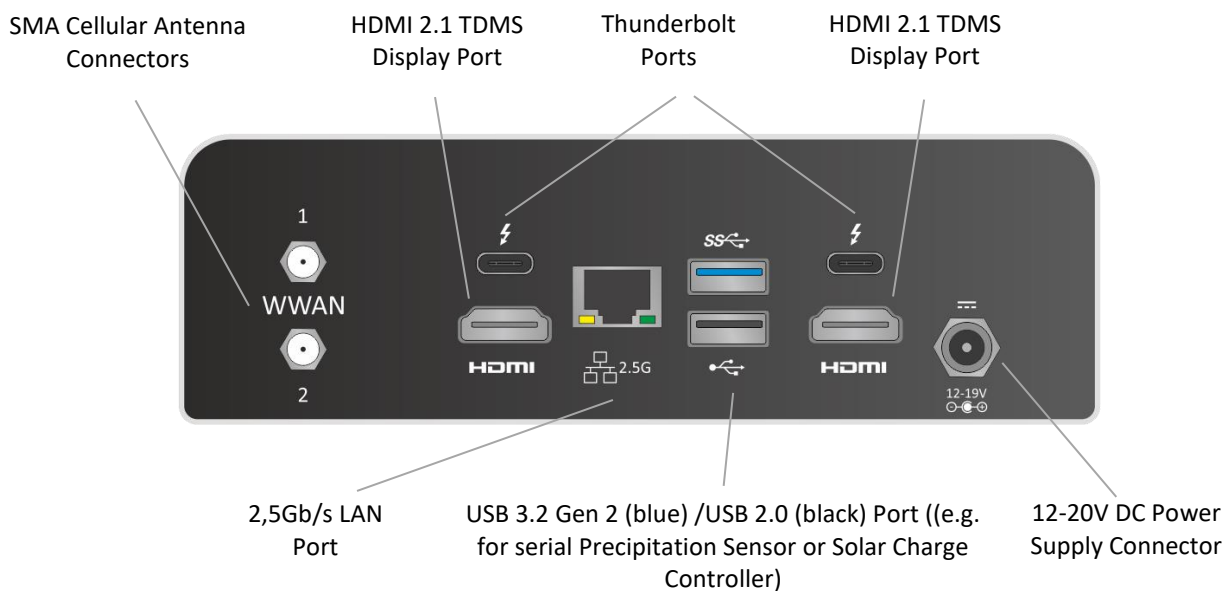 SMA Cellular Antenna
Connectors
HDMI 2.1 TDMS
Display Port
Thunderbolt
Ports
HDMI 2.1 TDMS
Display Port
1
WWAN
2
HDMI
2.5G
SS
HDMI
12-19V
2,5Gb/s LAN
Port
USB 3.2 Gen 2 (blue) /USB 2.0 (black) Port ((e.g.
for serial Precipitation Sensor or Solar Charge
Controller)
12-20V DC Power
Supply Connector